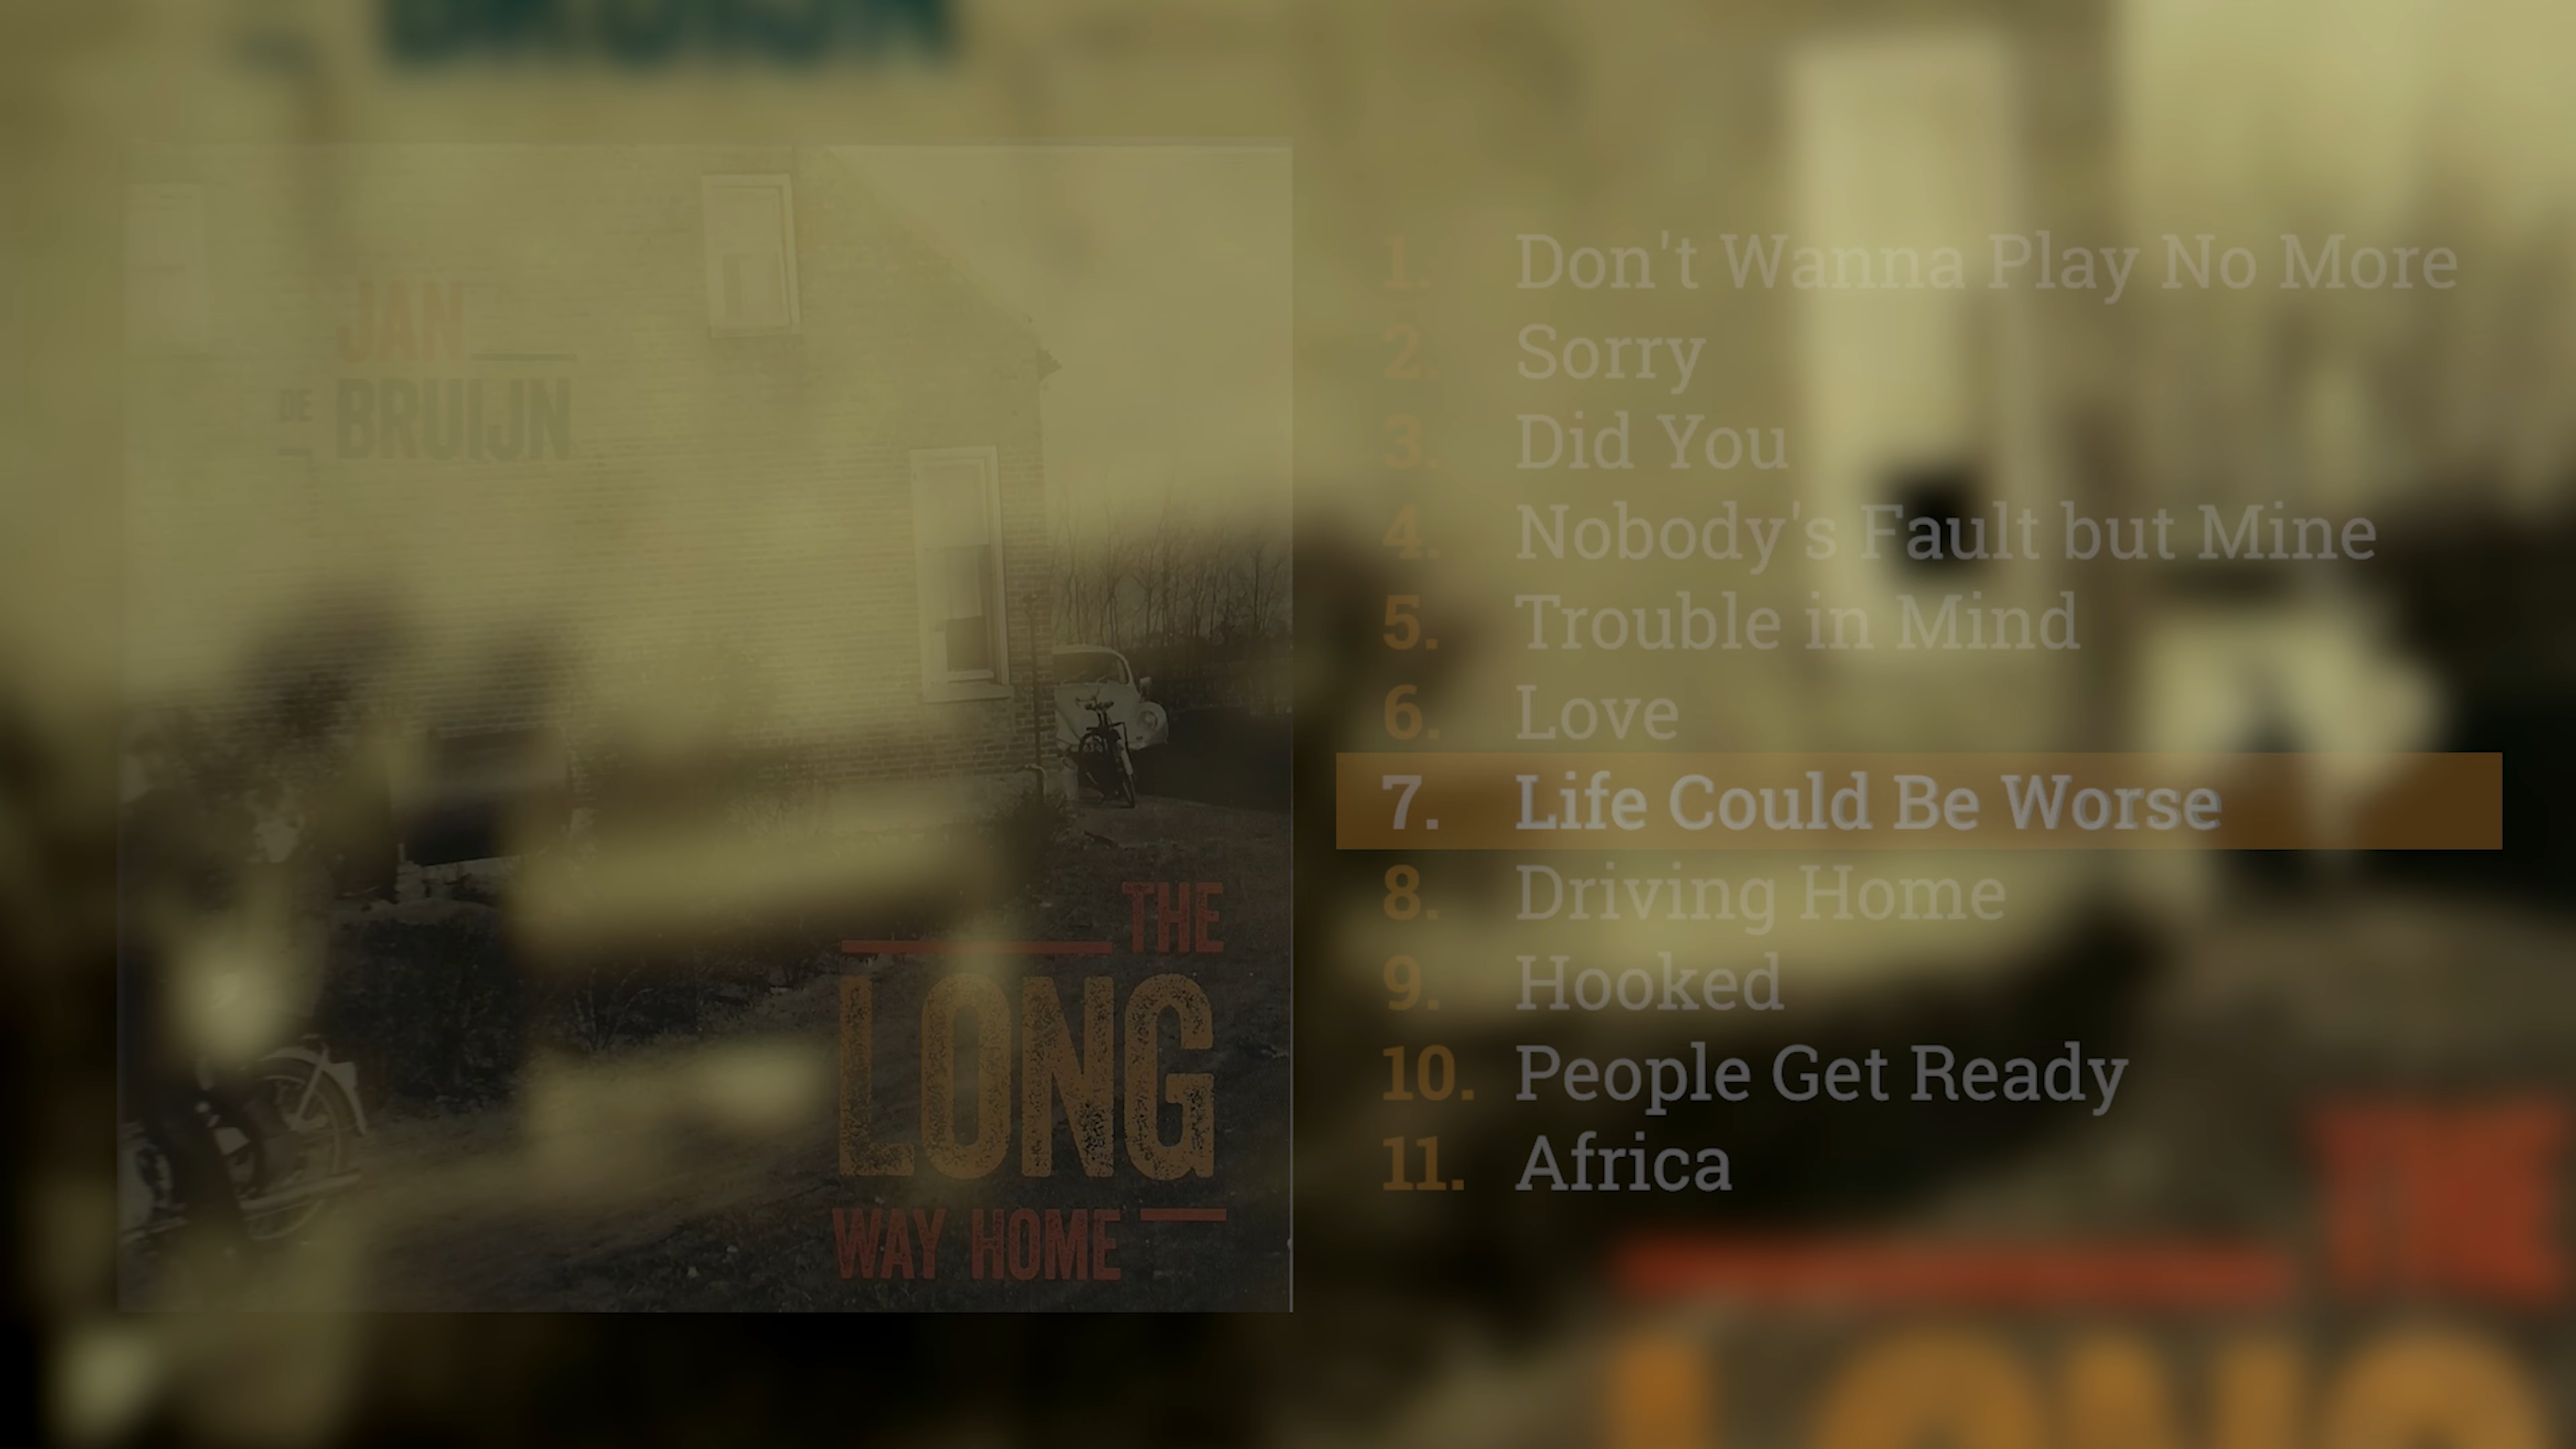 JAN
DE BRUIJN
THE
LONG
WAY HOME
1. Don't Wanna Play No More
2. Sorry
3. Did You
4. Nobody's Fault but Mine
5. Trouble in Mind
6. Love
7. Life Could Be Worse
8. Driving Home
9. Hooked
10. People Get Ready
11. Africa